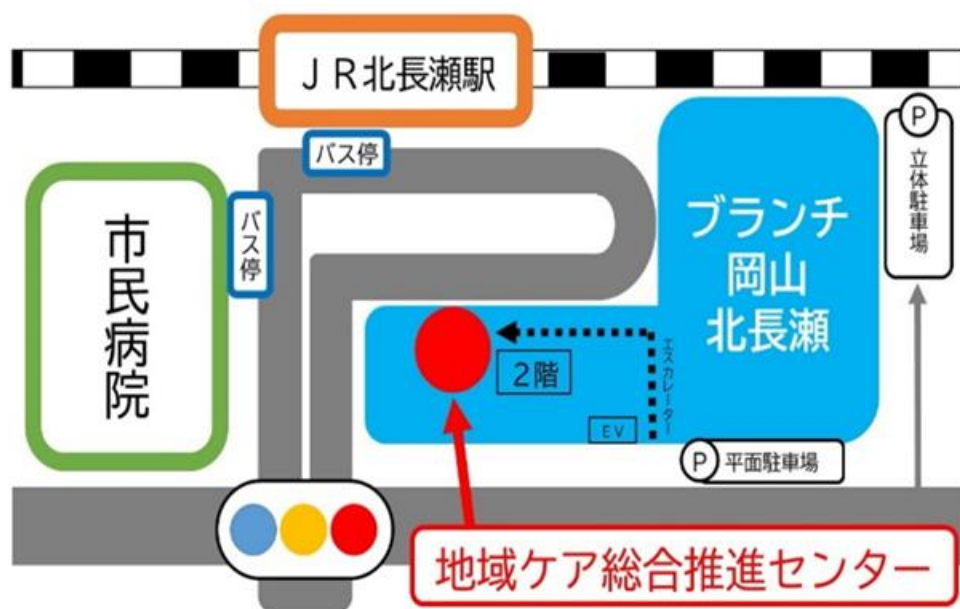 ＪＲ北長瀬駅
バス停
バス停
市民病院
ブランチ
岡山
北長瀬
P
立体駐車場
エスカレーター
２階
EV
P
平面駐車場
地域ケア総合推進センター